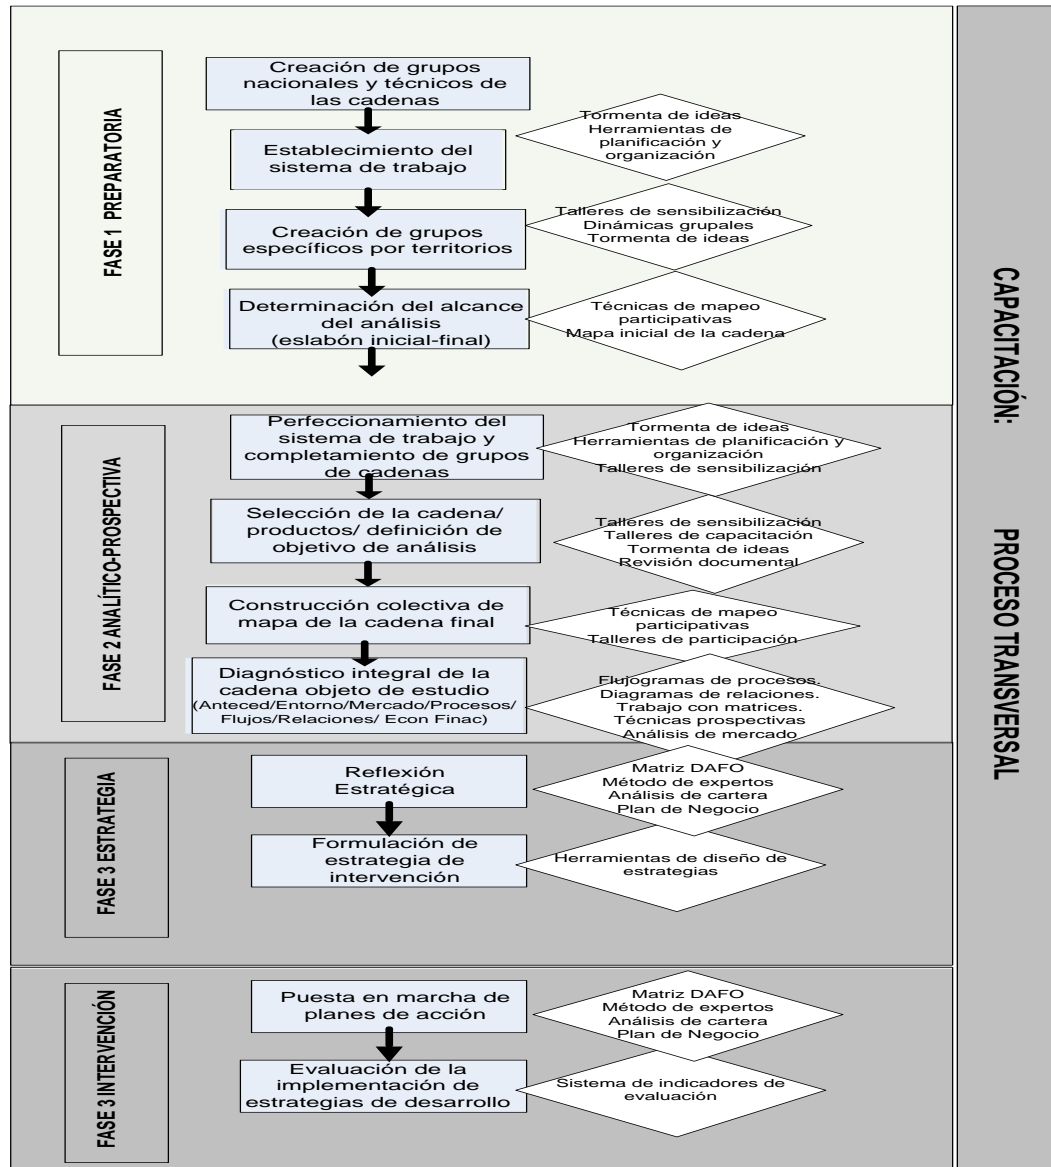 FASE 1 PREPARATORIA
Creación de grupos
nacionales y técnicos de
las cadenas
Tormenta de ideas
Herramientas de
planificación y
organización
Establecimiento del
sistema de trabajo
Talleres de sensibilización
Dinámicas grupales
Tormenta de ideas
Creación de grupos
específicos por territorios
Determinación del alcance
del análisis
(eslabón inicial-final)
Técnicas de mapeo
participativas
Mapa inicial de la cadena
FASE 2 ANALÍTICO-PROSPECTIVA
Perfeccionamiento del
sistema de trabajo y
completamiento de grupos
de cadenas
Tormenta de ideas
Herramientas de planificación y
organización
Talleres de sensibilización
Selección de la cadena/
productos/ definición de
objetivo de análisis
Talleres de sensibilización
Talleres de capacitación
Tormenta de ideas
Revisión documental
Construcción colectiva de
mapa de la cadena final
Técnicas de mapeo
participativas
Talleres de participación
Diagnóstico integral de la
cadena objeto de estudio
(Anteced/Entorno/Mercado/Procesos/
Flujos/Relaciones/ Econ Finac)
Flujogramas de procesos.
Diagramas de relaciones.
Trabajo con matrices.
Técnicas prospectivas
Análisis de mercado
FASE 3 ESTRATEGIA
Reflexión
Estratégica
Matriz DAFO
Método de expertos
Análisis de cartera
Plan de Negocio
Formulación de
estrategia de
intervención
Herramientas de diseño de
estrategias
FASE 3 INTERVENCIÓN
Puesta en marcha de
planes de acción
Matriz DAFO
Método de expertos
Análisis de cartera
Plan de Negocio
Evaluación de la
implementación de
estrategias de desarrollo
Sistema de indicadores de
evaluación
CAPACITACIÓN: PROCESO TRANSVERSAL